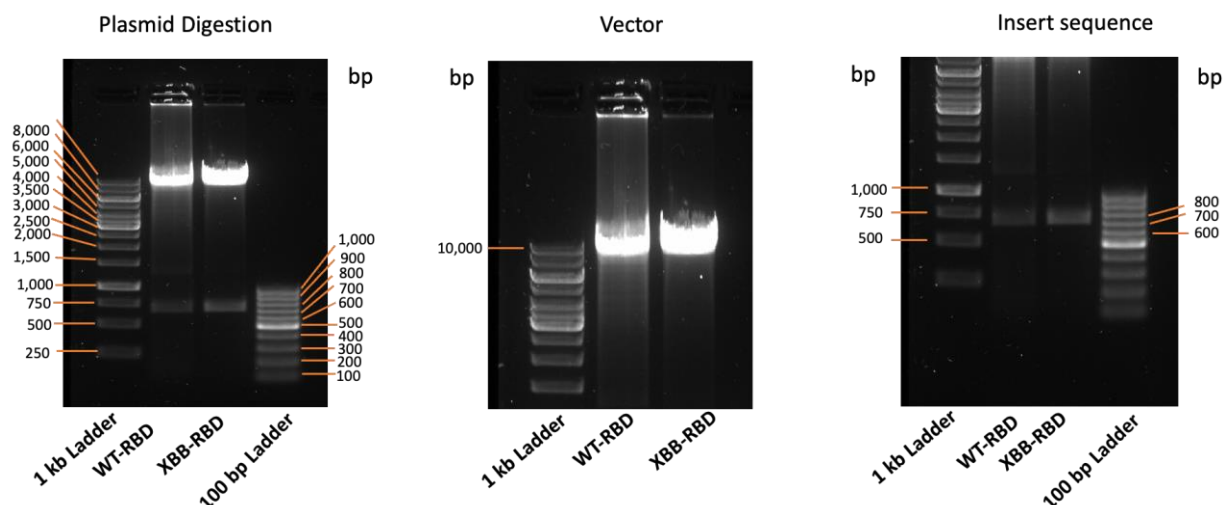 Plasmid Digestion
bp
8,000
6,000
5,000
4,000
3,500
3,000
2,500
2,000
1,500
1,000
750
500
250
1,000
900
800
700
600
500
400
300
200
100
1 kb Ladder
WT-RBD
XBB-RBD
100 bp Ladder
Vector
bp
10,000
1 kb Ladder
WT-RBD
XBB-RBD
Insert sequence
bp
bp
1,000
750
500
800
700
600
1 kb Ladder
WT-RBD
XBB-RBD
100 bp Ladder